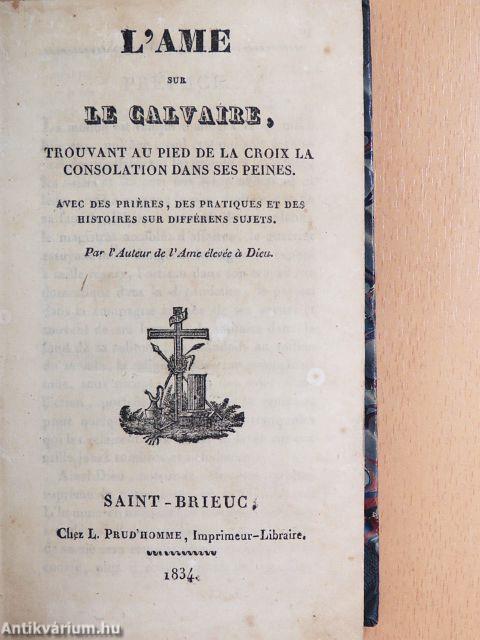 L'AME
SUR
LE CALVAIRE,
TROUVANT AU PIED DE LA CROIX LA
CONSOLATION DANS SES PEINES.
AVEC DES PRIÈRES, DES PRATIQUES ET DES
HISTOIRES SUR DIFFÉRENS SUJETS.
Par l'Auteur de l'Ame élevée à Dieu.
SAINT-BRIEUC,
Chez L. PRUD'HOMME, Imprimeur-Libraire.
1834.
Antikvárium.hu